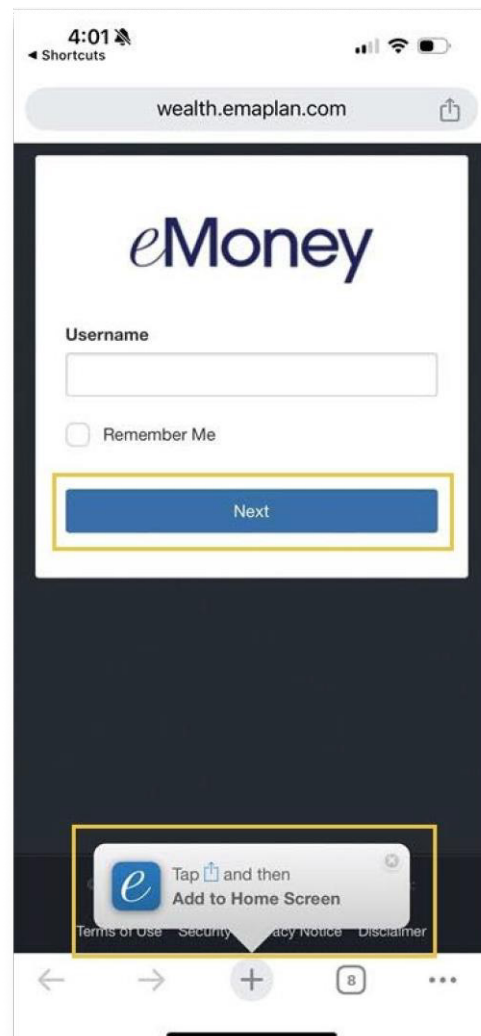 4:01
◄ Shortcuts
wealth.emaplan.com
eMoney
Username
Remember Me
Next
Tap and then
Add to Home Screen
Terms of Use Security Notice Disclaimer
8